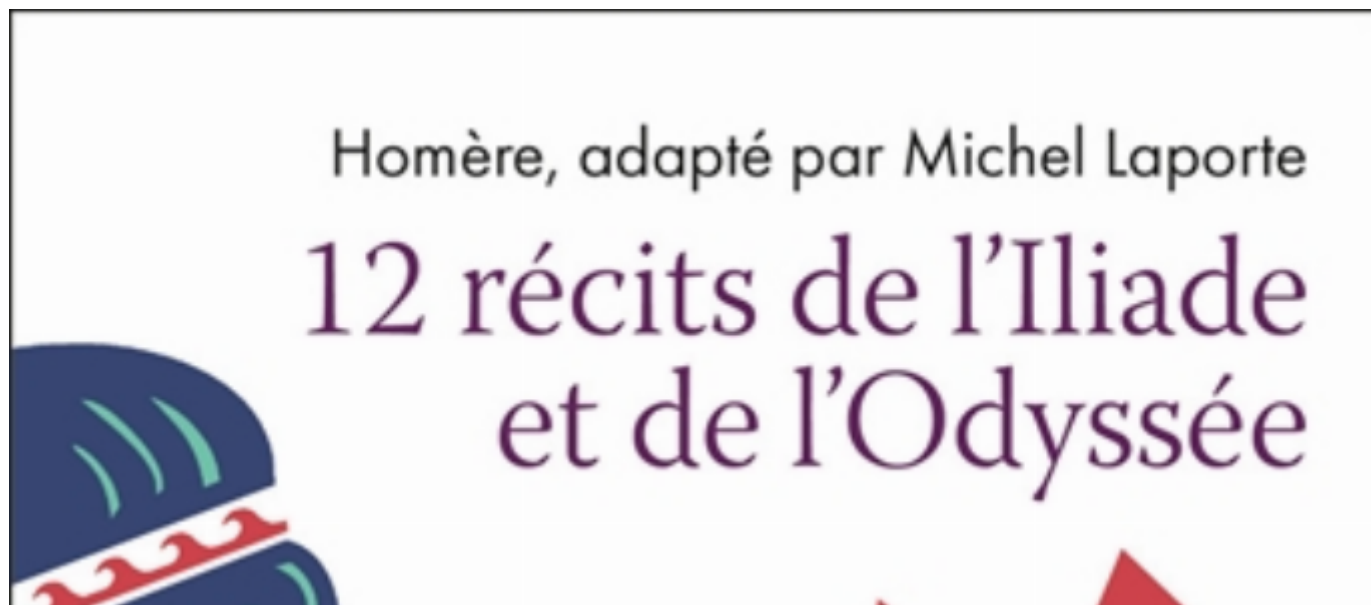 Homère, adapté par Michel Laporte
12 récits de l’Iliade
et de l’Odyssée